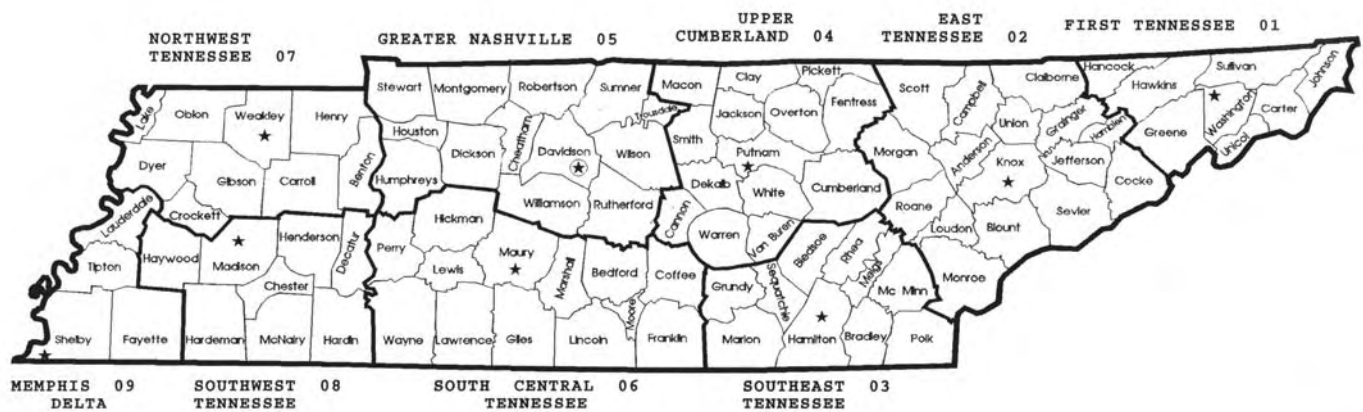 NORTHWEST
TENNESSEE 07
GREATER NASHVILLE 05
UPPER
CUMBERLAND 04
EAST
TENNESSEE 02
FIRST TENNESSEE 01
Lake
Obion
Weakley
Henry
Dyer
Gibson
Carroll
Benton
Crockett
Stewart
Montgomery
Robertson
Sumner
Trousdale
Houston
Dickson
Cheatham
Davidson
Wilson
Humphreys
Williamson
Rutherford
Macon
Clay
Pickett
Jackson
Overton
Fentress
Smith
Putnam
Dekalb
White
Cumberland
Cannon
Warren
Van Buren
Scott
Campbell
Claiborne
Morgan
Anderson
Union
Grainger
Hamblen
Knox
Jefferson
Cocke
Roane
Loudon
Blount
Sevier
Monroe
Hancock
Hawkins
Sullivan
Johnson
Greene
Washington
Carter
Unicoi
Lauderdale
Tipton
Shelby
Fayette
Haywood
Madison
Henderson
Decatur
Chester
Hardeman
McNairy
Hardin
Perry
Hickman
Lewis
Maury
Marshall
Bedford
Coffee
Moore
Wayne
Lawrence
Giles
Lincoln
Franklin
Grundy
Sequatchie
Bledsoe
Rhea
Meigs
Mc Minn
Marion
Hamilton
Bradley
Polk
MEMPHIS 09
DELTA
SOUTHWEST 08
TENNESSEE
SOUTH CENTRAL 06
TENNESSEE
SOUTHEAST 03
TENNESSEE